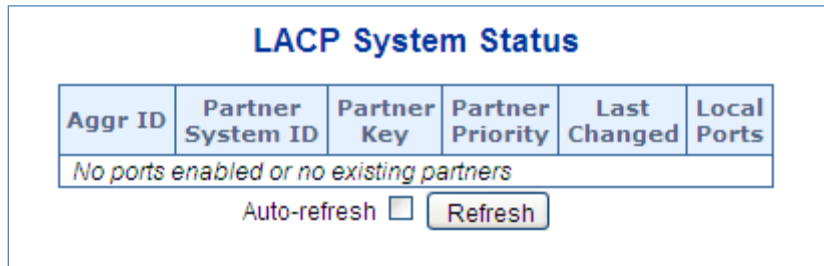 LACP System Status
Aggr ID Partner System ID Partner Key Partner Priority Last Changed Local Ports
No ports enabled or no existing partners
Auto-refresh Refresh